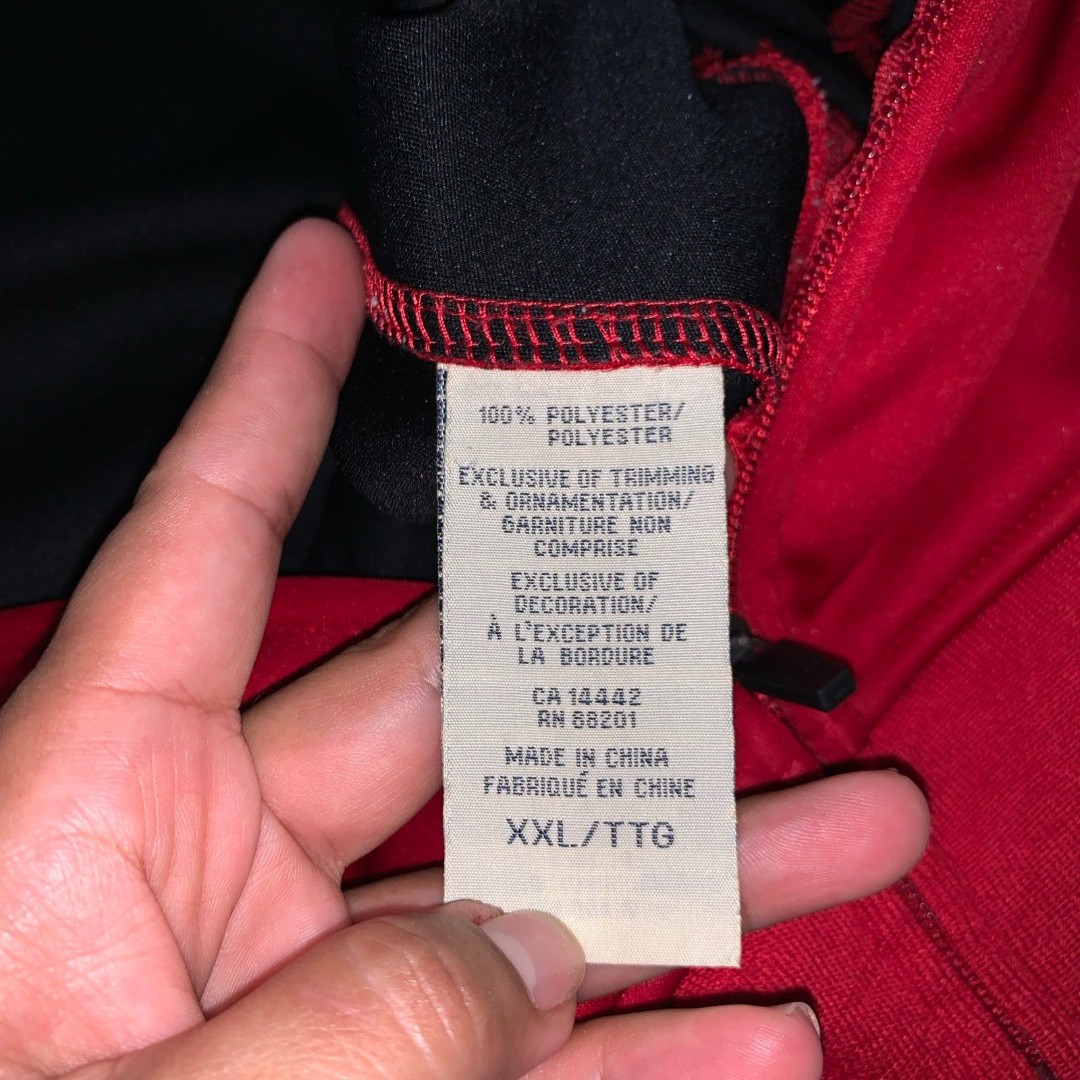 100% POLYESTER/
POLYESTER
EXCLUSIVE OF TRIMMING
& ORNAMENTATION/
GARNITURE NON
COMPRISE
EXCLUSIVE OF
DECORATION/
À L'EXCEPTION DE
LA BORDURE
CA 14442
RN 88201
MADE IN CHINA
FABRIQUÉ EN CHINE
XXL/TTG